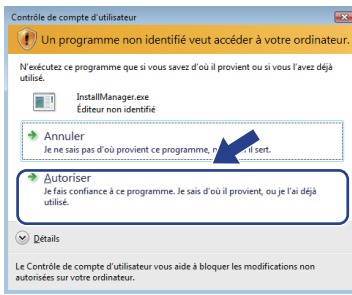 Contrôle de compte d'utilisateur
Un programme non identifié veut accéder à votre ordinateur.
N'exécutez ce programme que si vous savez d'où il provient ou si vous l'avez déjà
utilisé.
InstallManager.exe
Éditeur non identifié
Annuler
Je ne sais pas d'où provient ce programme, il sert.
Autoriser
Je fais confiance à ce programme. Je sais d'où il provient, ou je l'ai déjà
utilisé.
Détails
Le Contrôle de compte d'utilisateur vous aide à bloquer les modifications non
autorisées sur votre ordinateur.